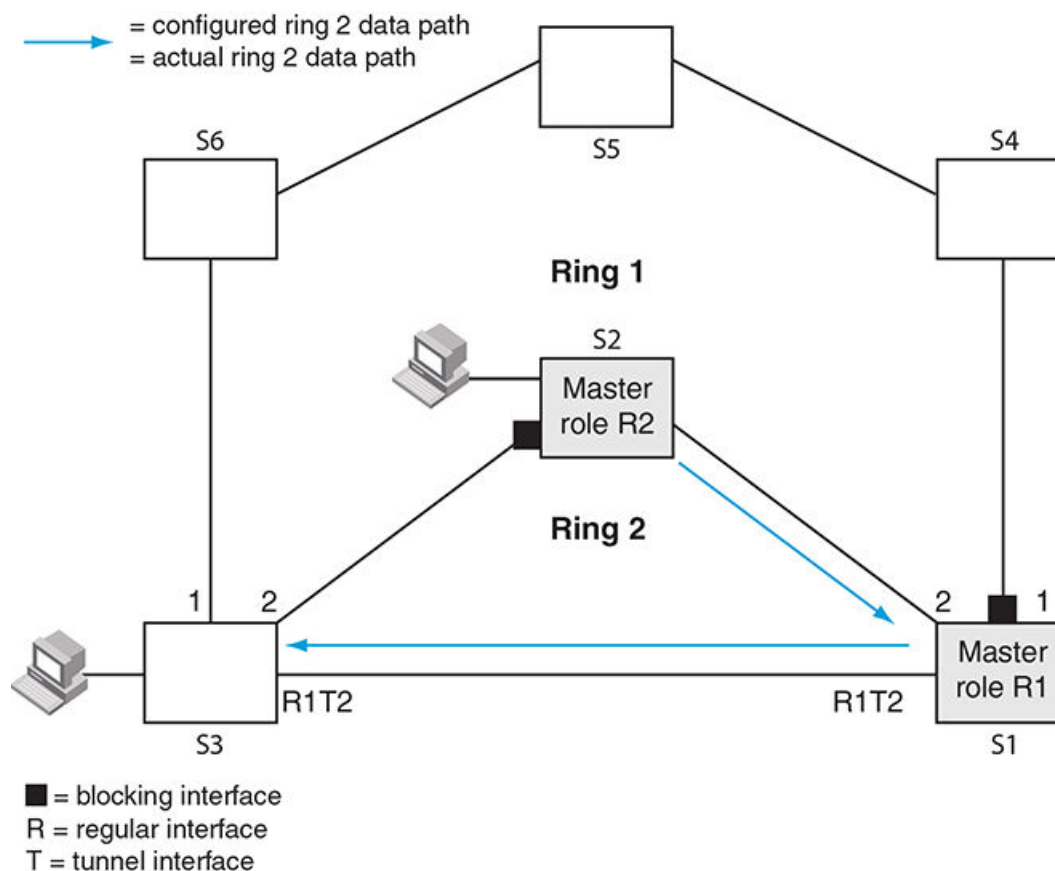 = configured ring 2 data path
= actual ring 2 data path
S5
S6
S4
Ring 1
S2
Master
role R2
Ring 2
1 2
2 1
Master
role R1
R1T2
R1T2
S3
S1
= blocking interface
R = regular interface
T = tunnel interface